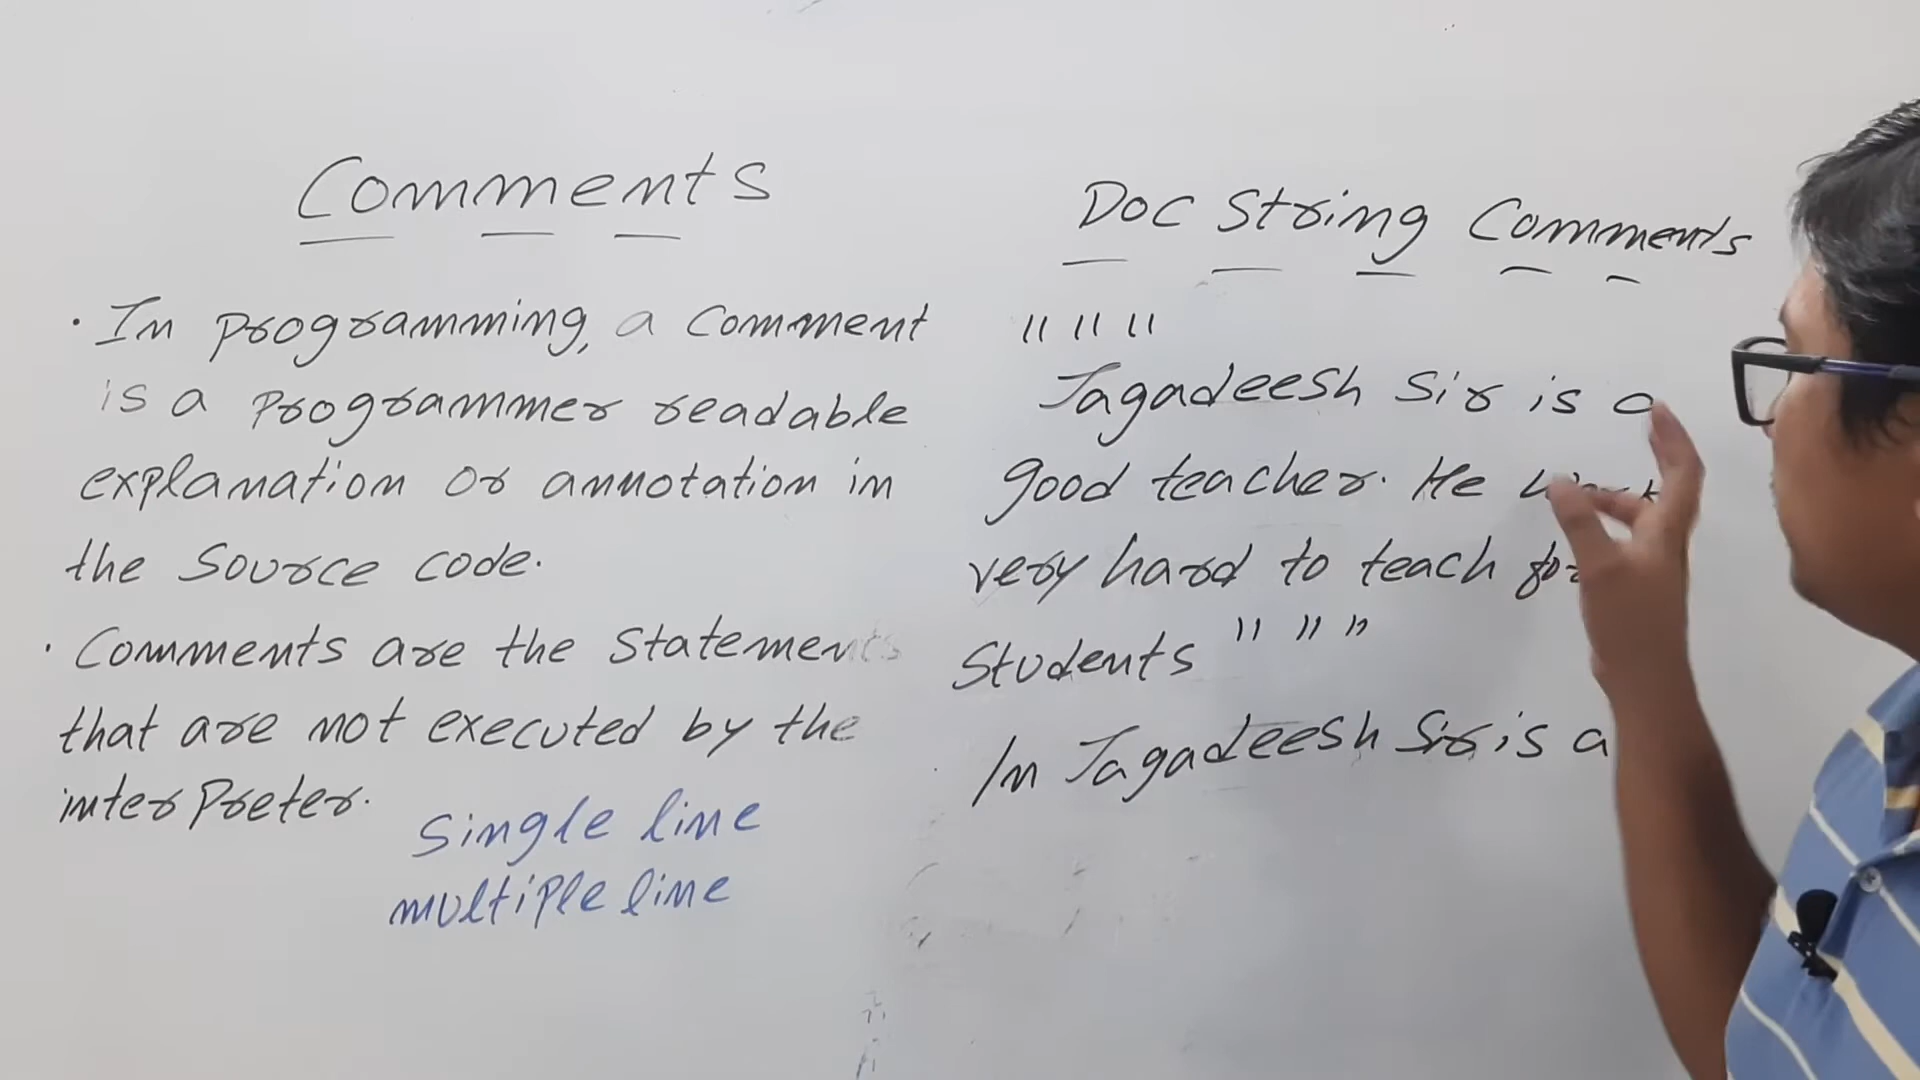 Comments
• In programming, a comment
is a programmer readable
explanation or annotation in
the source code.
• Comments are the statements
that are not executed by the
interpreter.
Single line
multiple line
Doc String Comments
" " "
Jagadeesh Sir is a
good teacher. He
very hard to teach for
Students " " "
In Jagadeesh Sir is a